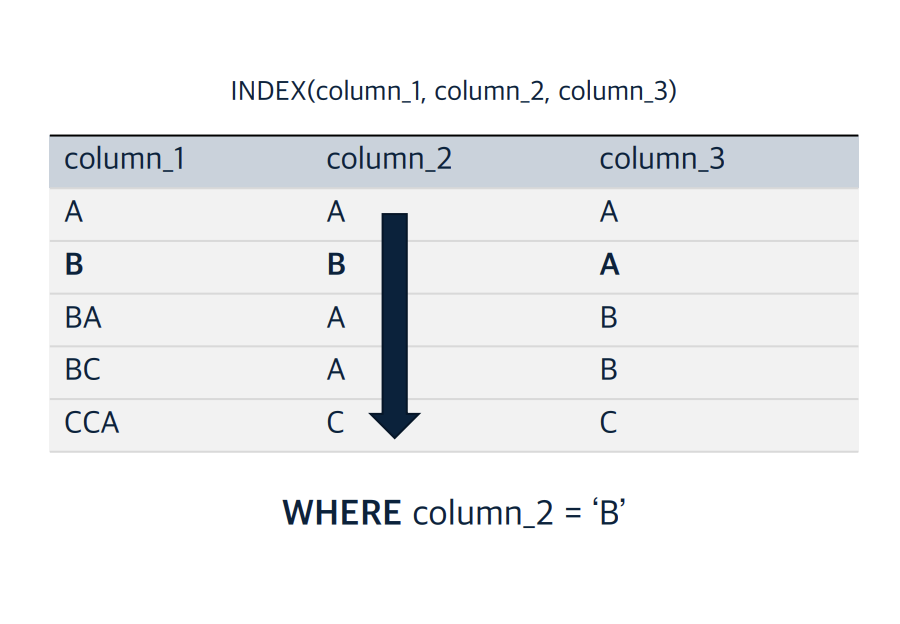 INDEX(column_1, column_2, column_3)
column_1 column_2 column_3
A A A
B B A
BA A B
BC A B
CCA C C
WHERE column_2 = ‘B’